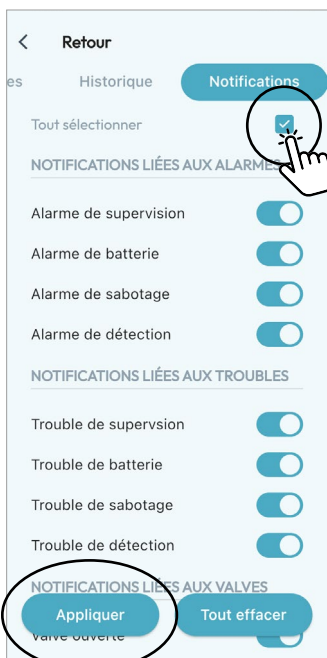 Retour
es Historique Notifications
Tout sélectionner
NOTIFICATIONS LIÉES AUX ALARMES
Alarme de supervision
Alarme de batterie
Alarme de sabotage
Alarme de détection
NOTIFICATIONS LIÉES AUX TROUBLES
Trouble de supervsion
Trouble de batterie
Trouble de sabotage
Trouble de détection
NOTIFICATIONS LIÉES AUX VALVES
Appliquer Tout effacer
Valve ouverte